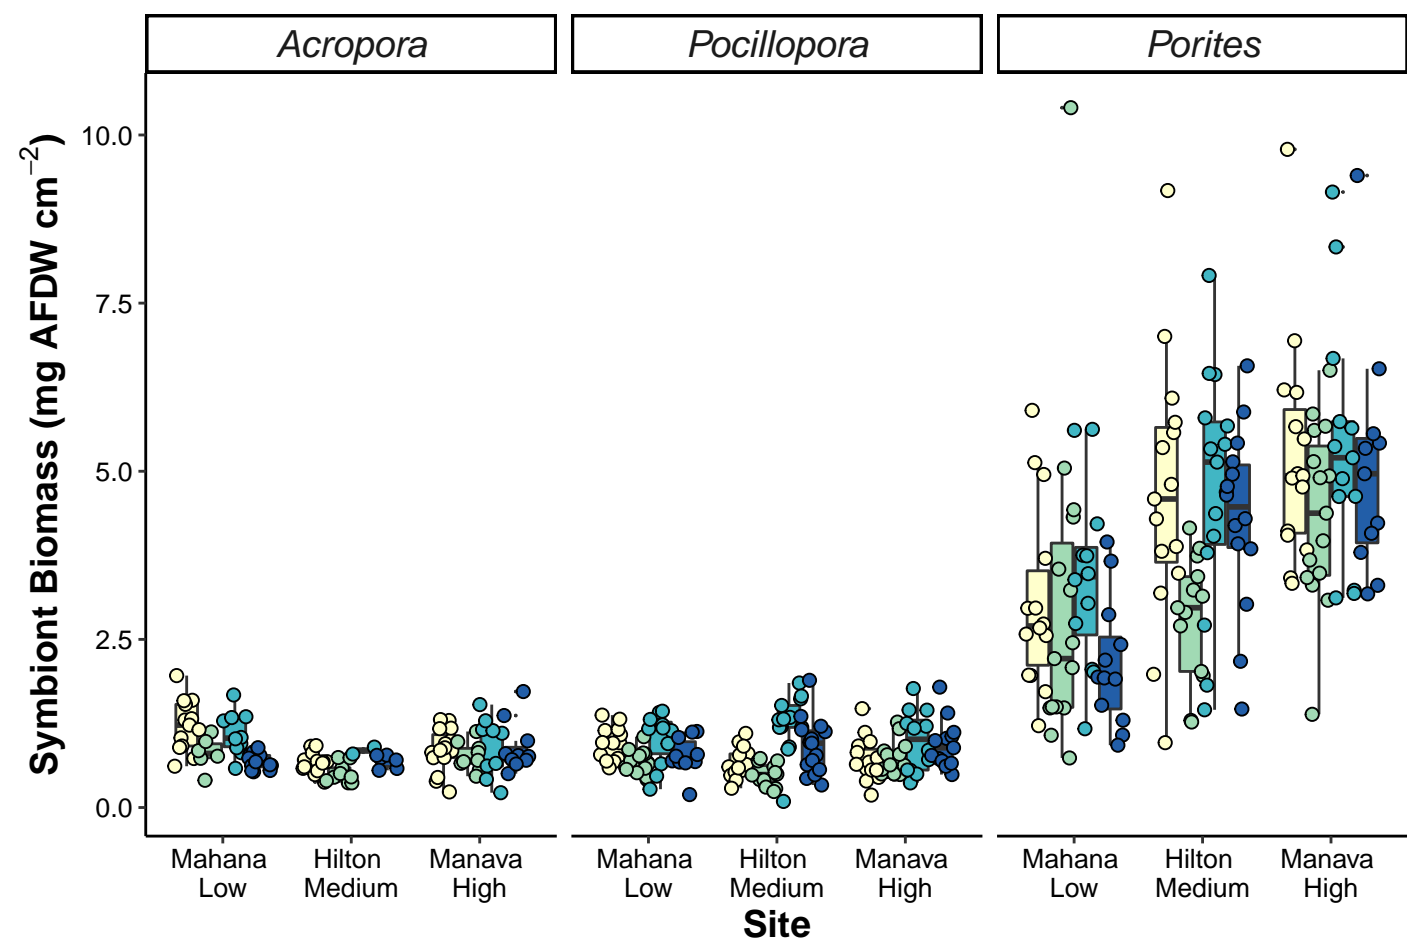 Acropora Pocillopora Porites
Symbiont Biomass (mg AFDW cm⁻²)
10.0
7.5
5.0
2.5
0.0
Mahana Hilton Manava Mahana Hilton Manava Mahana Hilton Manava
Low Medium High Low Medium High Low Medium High
Site